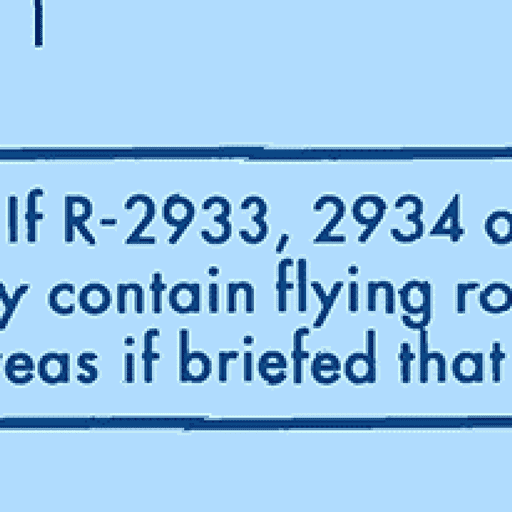 If R-2933, 2934 o
y contain flying ro
reas if briefed that